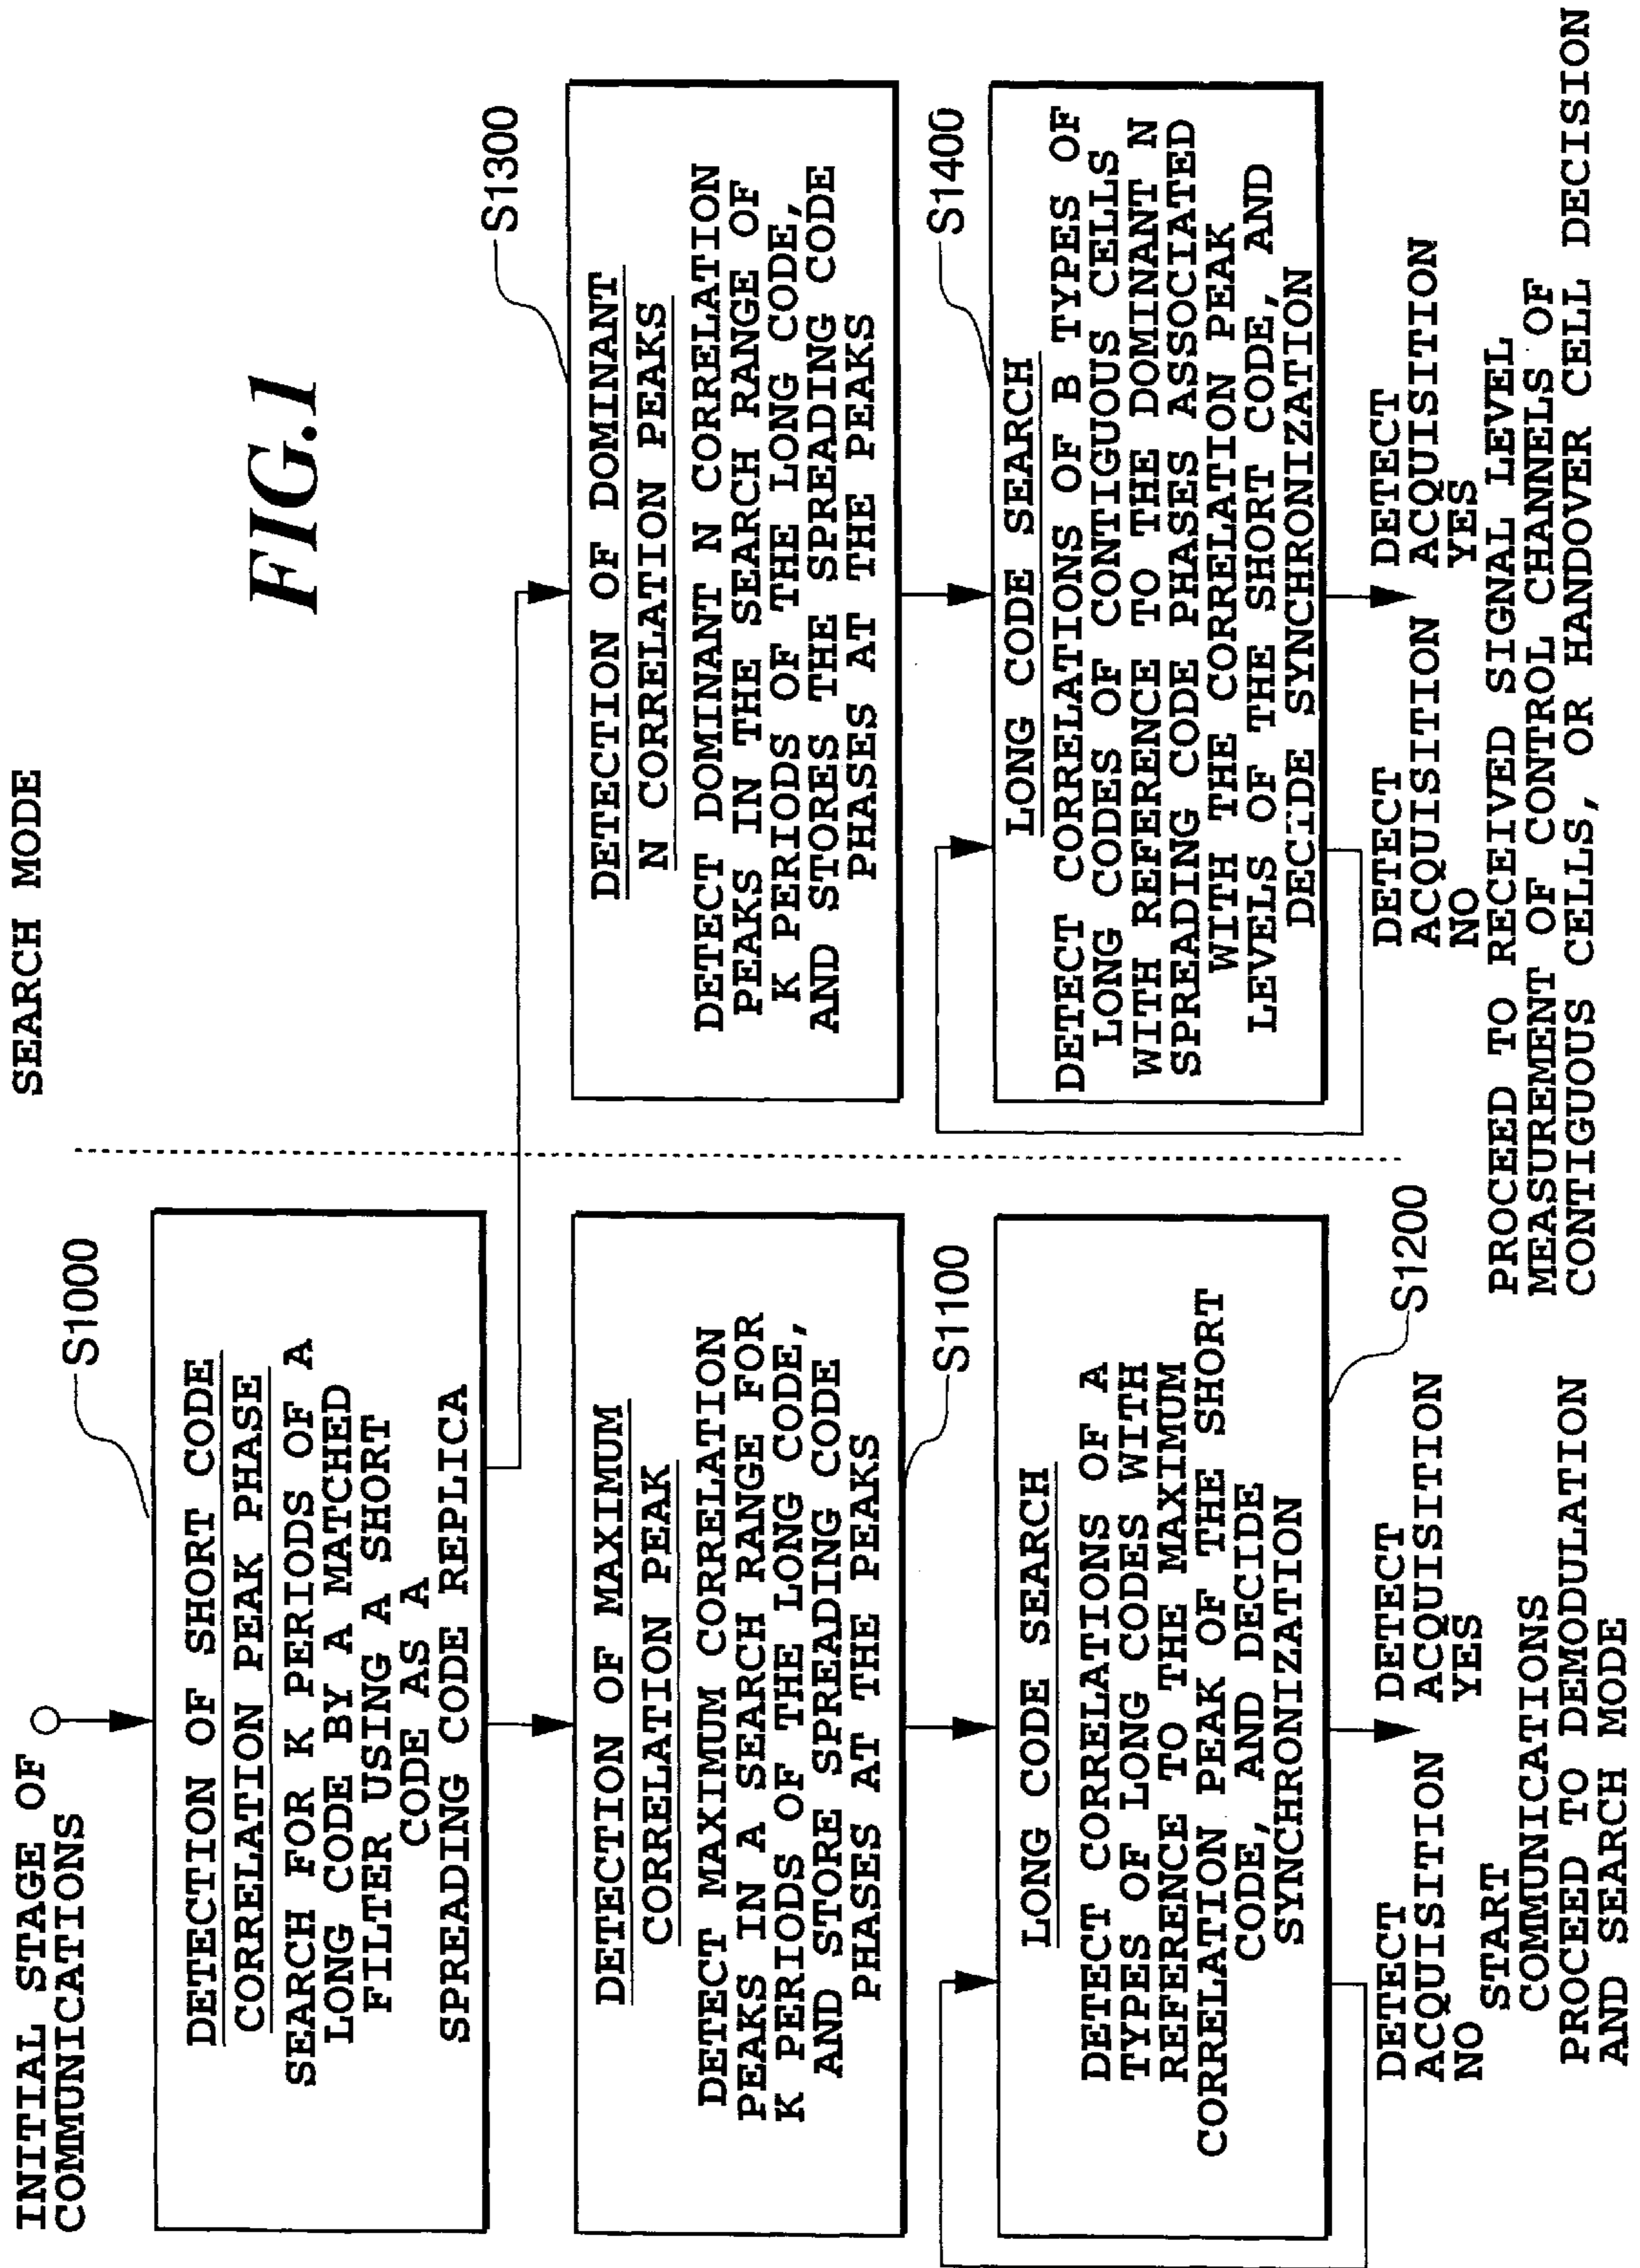 FIG.1
INITIAL STAGE OF
COMMUNICATIONS
SEARCH MODE
S1000
DETECTION OF SHORT CODE
CORRELATION PEAK PHASE
SEARCH FOR K PERIODS OF A
LONG CODE BY A MATCHED
FILTER USING A SHORT
CODE AS A
SPREADING CODE REPLICA
DETECTION OF MAXIMUM
CORRELATION PEAK
DETECT MAXIMUM CORRELATION
PEAKS IN A SEARCH RANGE FOR
K PERIODS OF THE LONG CODE,
AND STORE SPREADING CODE
PHASES AT THE PEAKS
S1100
LONG CODE SEARCH
DETECT CORRELATIONS OF A
TYPES OF LONG CODES WITH
REFERENCE TO THE MAXIMUM
CORRELATION PEAK OF THE SHORT
CODE, AND DECIDE
SYNCHRONIZATION
S1200
DETECT
ACQUISITION
NO
DETECT
ACQUISITION
YES
START
COMMUNICATIONS
PROCEED TO DEMODULATION
AND SEARCH MODE
S1300
DETECTION OF DOMINANT
N CORRELATION PEAKS
DETECT DOMINANT N CORRELATION
PEAKS IN THE SEARCH RANGE OF
K PERIODS OF THE LONG CODE,
AND STORES THE SPREADING CODE
PHASES AT THE PEAKS
S1400
LONG CODE SEARCH
DETECT CORRELATIONS OF B TYPES OF
LONG CODES OF CONTIGUOUS CELLS
WITH REFERENCE TO THE DOMINANT N
SPREADING CODE PHASES ASSOCIATED
WITH THE CORRELATION PEAK
LEVELS OF THE SHORT CODE, AND
DECIDE SYNCHRONIZATION
DETECT
ACQUISITION
NO
DETECT
ACQUISITION
YES
PROCEED TO RECEIVED SIGNAL LEVEL
MEASUREMENT OF CONTROL CHANNELS OF
CONTIGUOUS CELLS, OR HANDOVER CELL DECISION